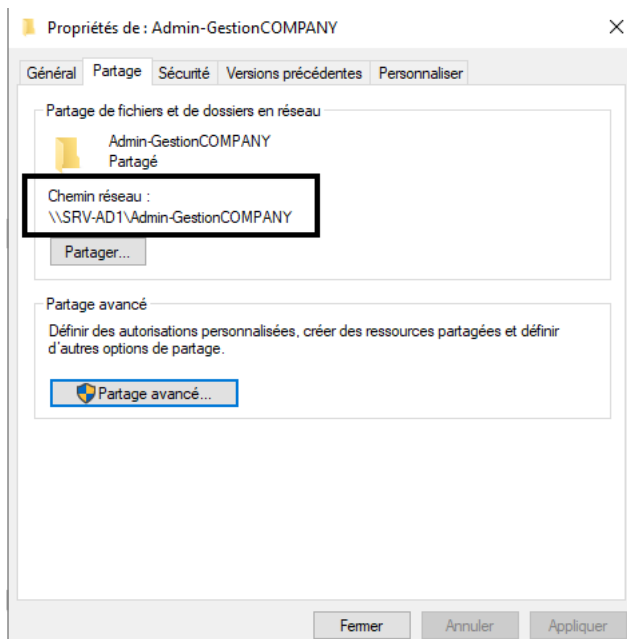 Propriétés de : Admin-GestionCOMPANY
Général Partage Sécurité Versions précédentes Personnaliser
Partage de fichiers et de dossiers en réseau
Admin-GestionCOMPANY
Partagé
Chemin réseau :
\\SRV-AD1\Admin-GestionCOMPANY
Partager...
Partage avancé
Définir des autorisations personnalisées, créer des ressources partagées et définir
d'autres options de partage.
Partage avancé...
Fermer Annuler Appliquer